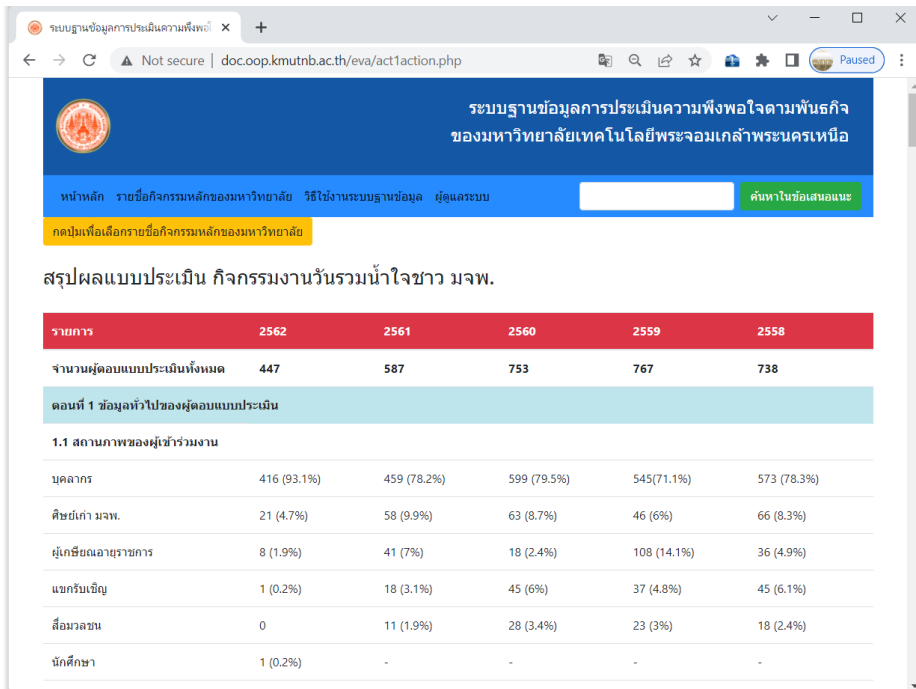 ระบบฐานข้อมูลการประเมินความพึงพอใ
Not secure | doc.oop.kmutnb.ac.th/eva/act1action.php
Paused
ระบบฐานข้อมูลการประเมินความพึงพอใจตามพันธกิจ
ของมหาวิทยาลัยเทคโนโลยีพระจอมเกล้าพระนครเหนือ
หน้าหลัก รายชื่อกิจกรรมหลักของมหาวิทยาลัย วิธีใช้งานระบบฐานข้อมูล ผู้ดูแลระบบ ค้นหาในข้อเสนอแนะ
กดปุ่มเพื่อเลือกรายชื่อกิจกรรมหลักของมหาวิทยาลัย
สรุปผลแบบประเมิน กิจกรรมงานวันรวมน้ำใจชาว มจพ.
รายการ 2562 2561 2560 2559 2558
จำนวนผู้ตอบแบบประเมินทั้งหมด 447 587 753 767 738
ตอนที่ 1 ข้อมูลทั่วไปของผู้ตอบแบบประเมิน
1.1 สถานภาพของผู้เข้าร่วมงาน
บุคลากร 416 (93.1%) 459 (78.2%) 599 (79.5%) 545(71.1%) 573 (78.3%)
ศิษย์เก่า มจพ. 21 (4.7%) 58 (9.9%) 63 (8.7%) 46 (6%) 66 (8.3%)
ผู้เกษียณอายุราชการ 8 (1.9%) 41 (7%) 18 (2.4%) 108 (14.1%) 36 (4.9%)
แขกรับเชิญ 1 (0.2%) 18 (3.1%) 45 (6%) 37 (4.8%) 45 (6.1%)
สื่อมวลชน 0 11 (1.9%) 28 (3.4%) 23 (3%) 18 (2.4%)
นักศึกษา 1 (0.2%) - - - -